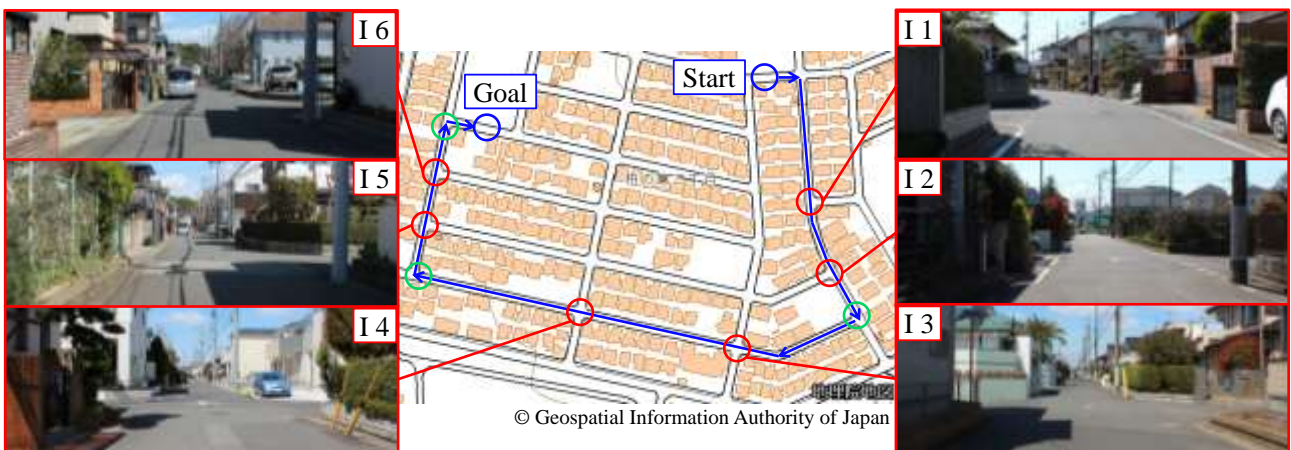 I 6
I 1
Start
Goal
I 5
I 2
I 4
I 3
© Geospatial Information Authority of Japan